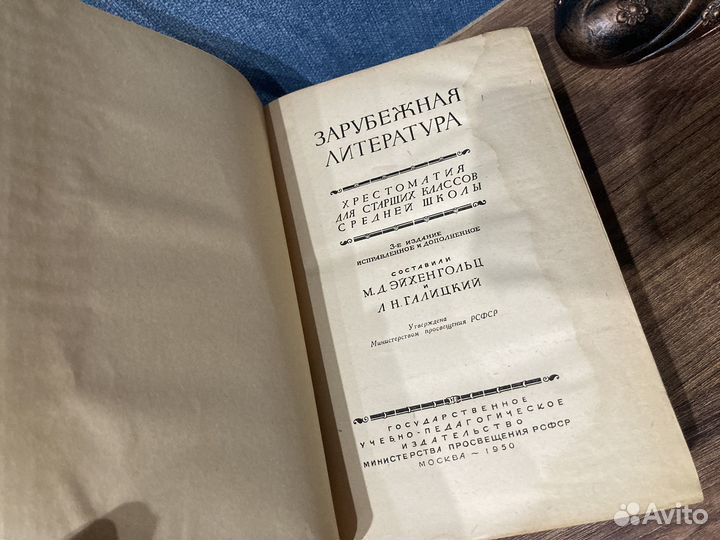 ЗАРУБЕЖНАЯ
ЛИТЕРАТУРА
ХРЕСТОМАТИЯ
ДЛЯ СТАРШИХ КЛАССОВ
СРЕДНЕЙ ШКОЛЫ
3-Е ИЗДАНИЕ
ИСПРАВЛЕННОЕ И ДОПОЛНЕННОЕ
СОСТАВИЛИ
М. Д. ЭЙХЕНГОЛЬЦ
И
Л. Н. ГАЛИЦКИЙ
Утверждена
Министерством просвещения РСФСР
ГОСУДАРСТВЕННОЕ
УЧЕБНО-ПЕДАГОГИЧЕСКОЕ
ИЗДАТЕЛЬСТВО
МИНИСТЕРСТВА ПРОСВЕЩЕНИЯ РСФСР
МОСКВА ~ 1950
Avito